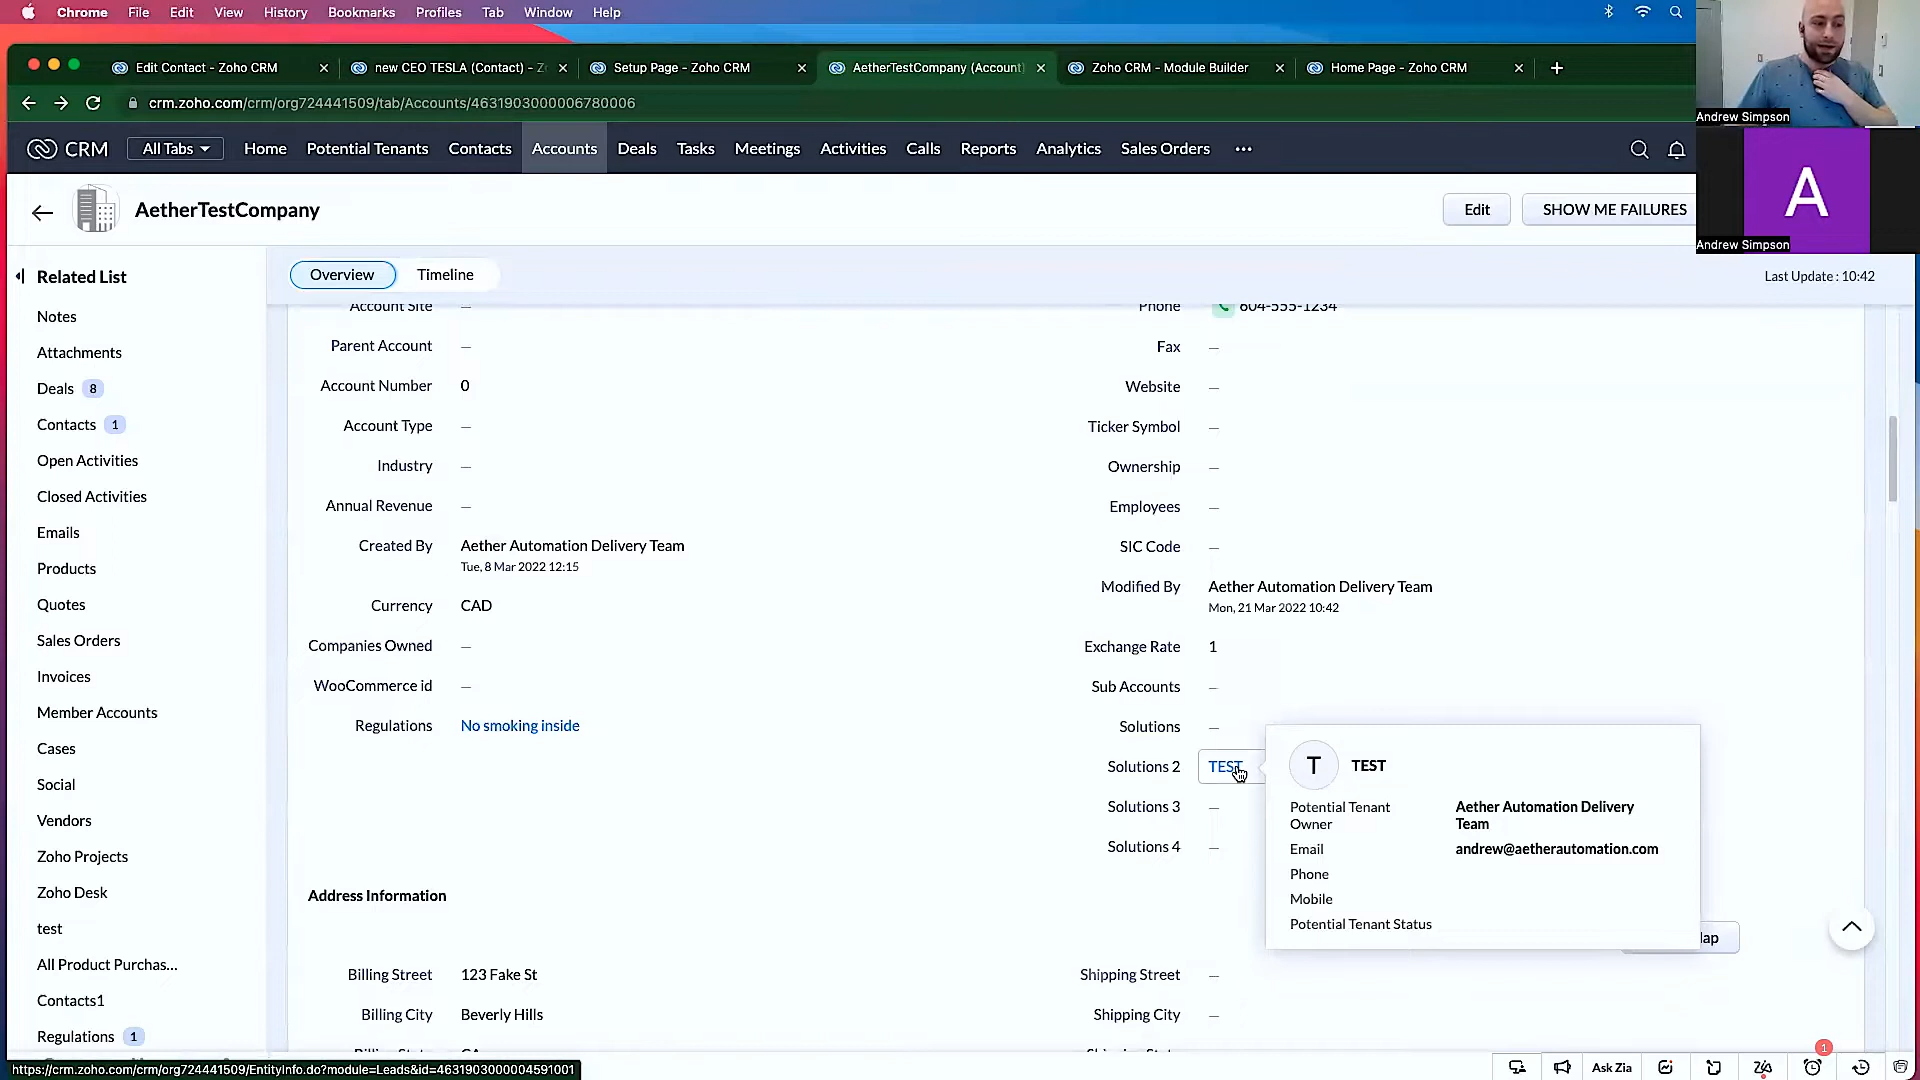 Chrome File Edit View History Bookmarks Profiles Tab Window Help
Edit Contact - Zoho CRM
new CEO TESLA (Contact) - Z
Setup Page - Zoho CRM
AetherTestCompany (Account)
Zoho CRM - Module Builder
Home Page - Zoho CRM
crm.zoho.com/crm/org724441509/tab/Accounts/4631903000006780006
CRM All Tabs Home Potential Tenants Contacts Accounts Deals Tasks Meetings Activities Calls Reports Analytics Sales Orders
Andrew Simpson
A
Andrew Simpson
AetherTestCompany
Edit
SHOW ME FAILURES
Related List
Notes
Attachments
Deals 8
Contacts 1
Open Activities
Closed Activities
Emails
Products
Quotes
Sales Orders
Invoices
Member Accounts
Cases
Social
Vendors
Zoho Projects
Zoho Desk
test
All Product Purchas...
Contacts1
Regulations 1
Overview Timeline
Last Update : 10:42
Account Site —
Parent Account —
Account Number 0
Account Type —
Industry —
Annual Revenue —
Created By Aether Automation Delivery Team
Tue, 8 Mar 2022 12:15
Currency CAD
Companies Owned —
WooCommerce id —
Regulations No smoking inside
Phone 604-555-1234
Fax —
Website —
Ticker Symbol —
Ownership —
Employees —
SIC Code —
Modified By Aether Automation Delivery Team
Mon, 21 Mar 2022 10:42
Exchange Rate 1
Sub Accounts —
Solutions —
Solutions 2 TEST
Solutions 3 —
Solutions 4 —
T TEST
Potential Tenant Owner Aether Automation Delivery Team
Email andrew@aetherautomation.com
Phone
Mobile
Potential Tenant Status
Address Information
Billing Street 123 Fake St
Billing City Beverly Hills
Shipping Street —
Shipping City —
1
Ask Zia
https://crm.zoho.com/crm/org724441509/EntityInfo.do?module=Leads&id=4631903000004591001